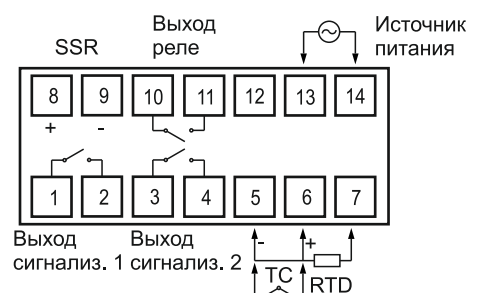 SSR
Выход
реле
Источник
питания
8 9 10 11 12 13 14
+ -
1 2 3 4 5 6 7
Выход
сигнализ. 1
Выход
сигнализ. 2
- +
TC
RTD